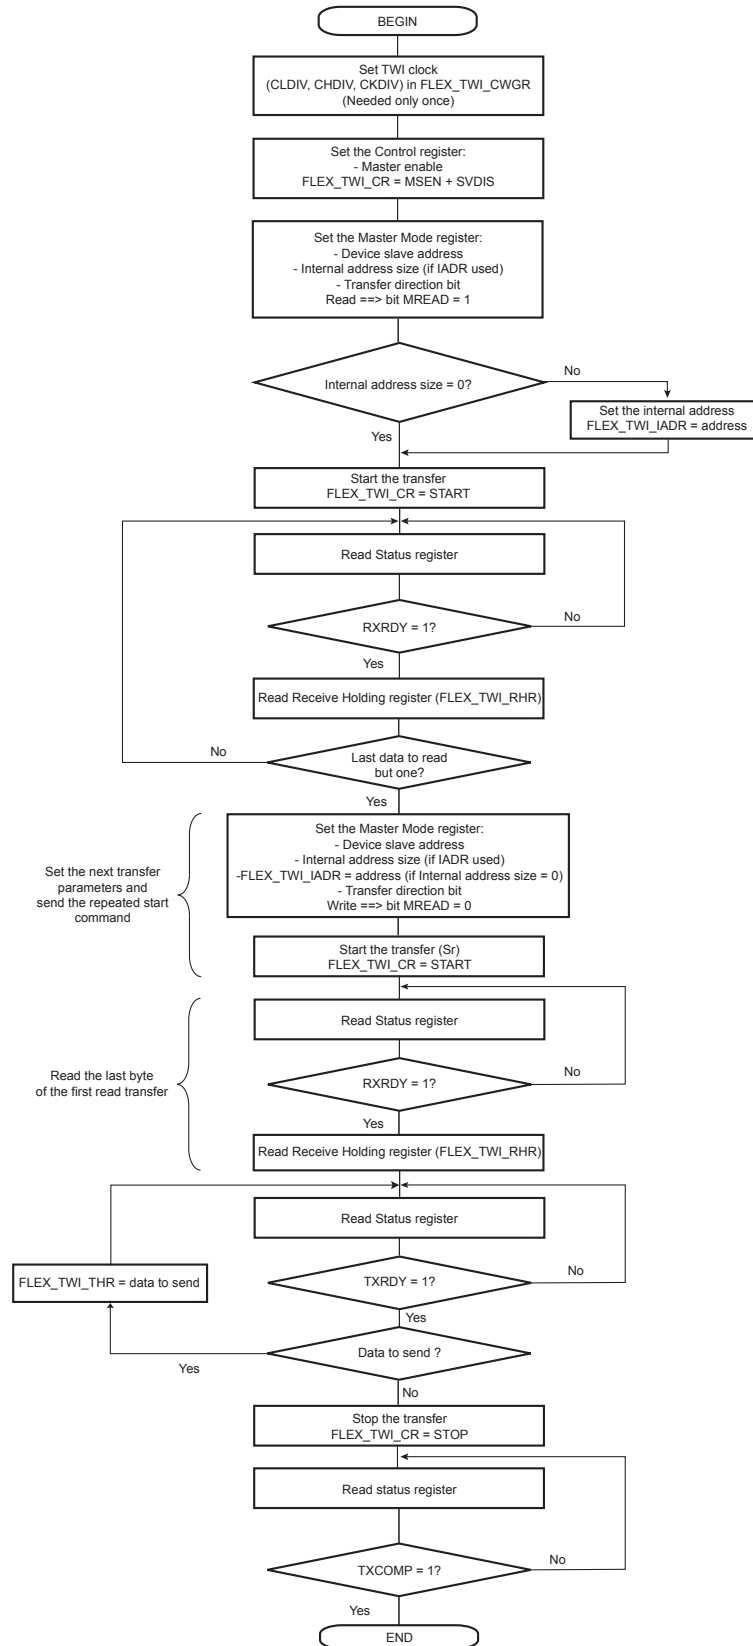 BEGIN
Set TWI clock
(CLDIV, CHDIV, CKDIV) in FLEX_TWI_CWGR
(Needed only once)
Set the Control register:
- Master enable
FLEX_TWI_CR = MSEN + SVDIS
Set the Master Mode register:
- Device slave address
- Internal address size (if IADR used)
- Transfer direction bit
Read ==> bit MREAD = 1
Internal address size = 0?
No
Set the internal address
FLEX_TWI_IADR = address
Yes
Start the transfer
FLEX_TWI_CR = START
Read Status register
RXRDY = 1?
No
Yes
Read Receive Holding register (FLEX_TWI_RHR)
Last data to read
but one?
No
Yes
Set the next transfer
parameters and
send the repeated start
command
Set the Master Mode register:
- Device slave address
- Internal address size (if IADR used)
-FLEX_TWI_IADR = address (if Internal address size = 0)
- Transfer direction bit
Write ==> bit MREAD = 0
Start the transfer (Sr)
FLEX_TWI_CR = START
Read the last byte
of the first read transfer
Read Status register
RXRDY = 1?
No
Yes
Read Receive Holding register (FLEX_TWI_RHR)
Read Status register
FLEX_TWI_THR = data to send
TXRDY = 1?
No
Yes
Data to send ?
Yes
No
Stop the transfer
FLEX_TWI_CR = STOP
Read status register
TXCOMP = 1?
No
Yes
END